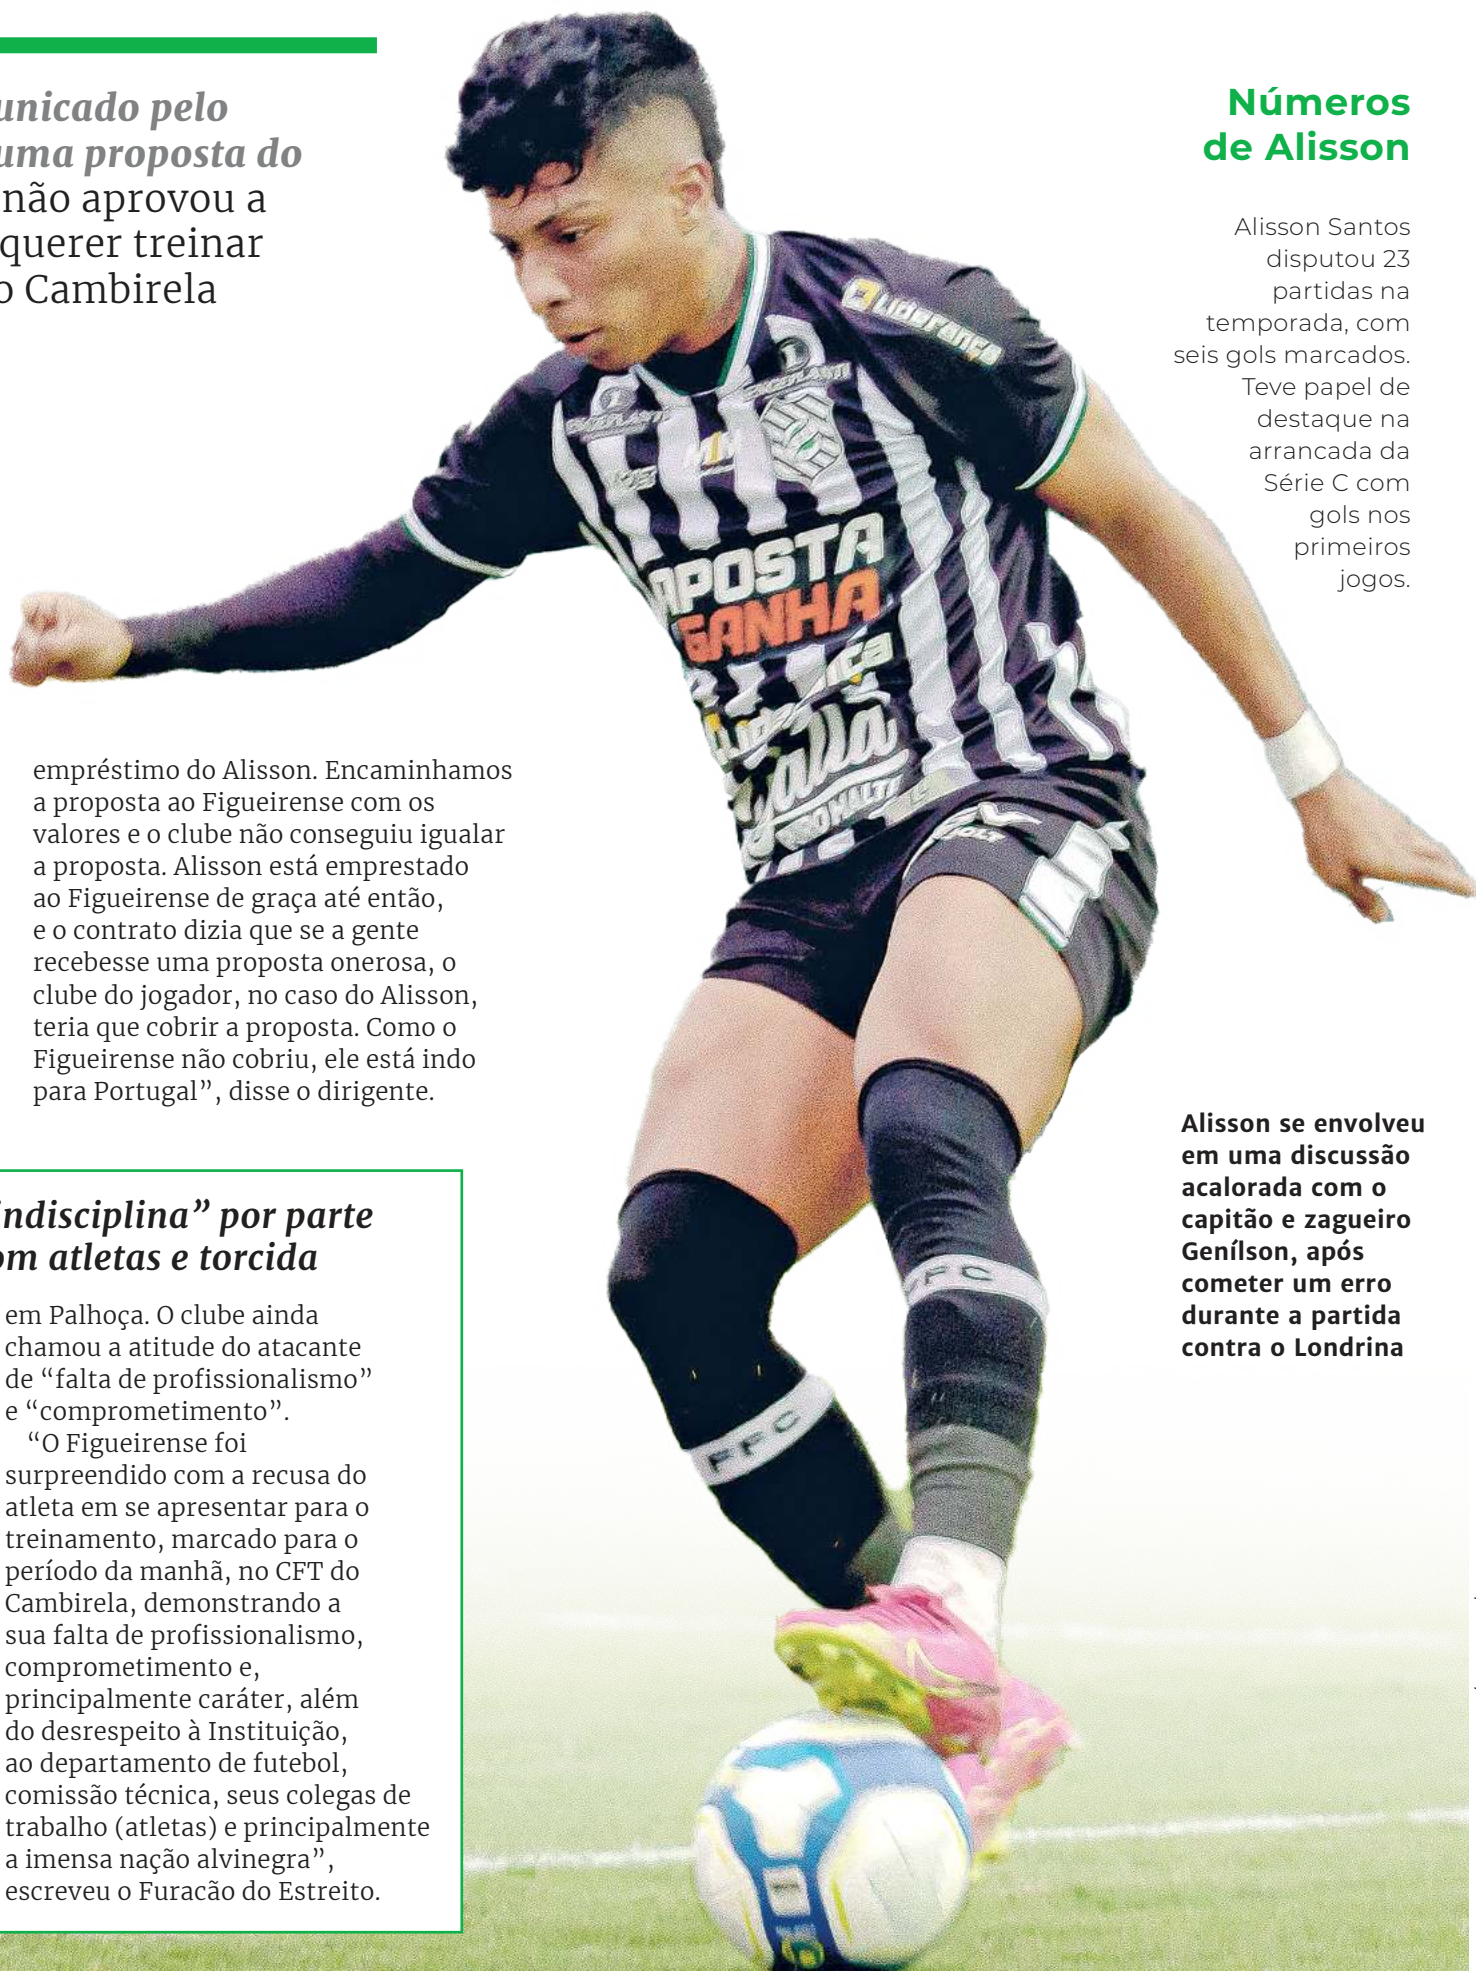 unicado pelo
uma proposta do
não aprovou a
querer treinar
o Cambirela
Números
de Alisson
Alisson Santos
disputou 23
partidas na
temporada, com
seis gols marcados.
Teve papel de
destaque na
arrancada da
Série C com
gols nos
primeiros
jogos.
Liderança
APOSTA
GANHA
FFC
FFC
empréstimo do Alisson. Encaminhamos
a proposta ao Figueirense com os
valores e o clube não conseguiu igualar
a proposta. Alisson está emprestado
ao Figueirense de graça até então,
e o contrato dizia que se a gente
recebesse uma proposta onerosa, o
clube do jogador, no caso do Alisson,
teria que cobrir a proposta. Como o
Figueirense não cobriu, ele está indo
para Portugal”, disse o dirigente.
Alisson se envolveu
em uma discussão
acalorada com o
capitão e zagueiro
Genílson, após
cometer um erro
durante a partida
contra o Londrina
indisciplina” por parte
om atletas e torcida
em Palhoça. O clube ainda
chamou a atitude do atacante
de “falta de profissionalismo”
e “comprometimento”.
“O Figueirense foi
surpreendido com a recusa do
atleta em se apresentar para o
treinamento, marcado para o
período da manhã, no CFT do
Cambirela, demonstrando a
sua falta de profissionalismo,
comprometimento e,
principalmente caráter, além
do desrespeito à Instituição,
ao departamento de futebol,
comissão técnica, seus colegas de
trabalho (atletas) e principalmente
a imensa nação alvinegra”,
escreveu o Furacão do Estreito.